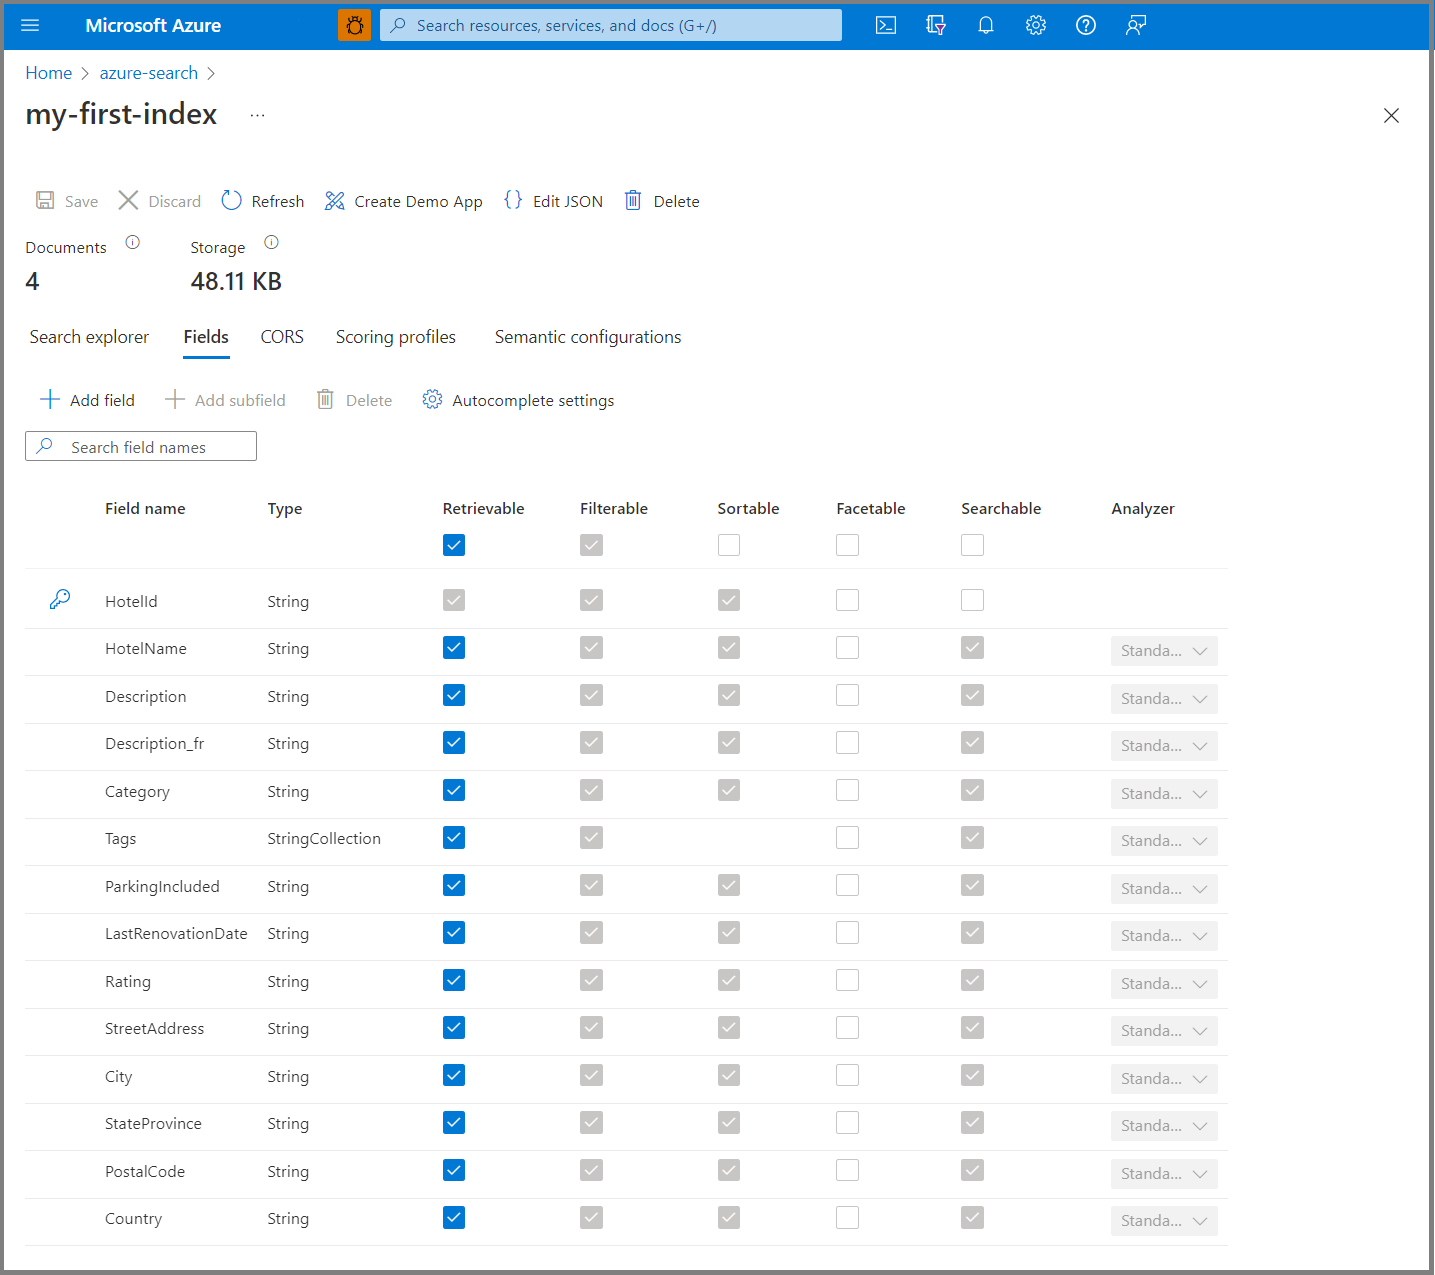 Microsoft Azure
Search resources, services, and docs (G+/)
Home > azure-search >
my-first-index ...
Save Discard Refresh Create Demo App {} Edit JSON Delete
Documents Storage
4 48.11 KB
Search explorer Fields CORS Scoring profiles Semantic configurations
Add field Add subfield Delete Autocomplete settings
Search field names
Field name Type Retrievable Filterable Sortable Facetable Searchable Analyzer
HotelId String
HotelName String Standa...
Description String Standa...
Description_fr String Standa...
Category String Standa...
Tags StringCollection Standa...
ParkingIncluded String Standa...
LastRenovationDate String Standa...
Rating String Standa...
StreetAddress String Standa...
City String Standa...
StateProvince String Standa...
PostalCode String Standa...
Country String Standa...